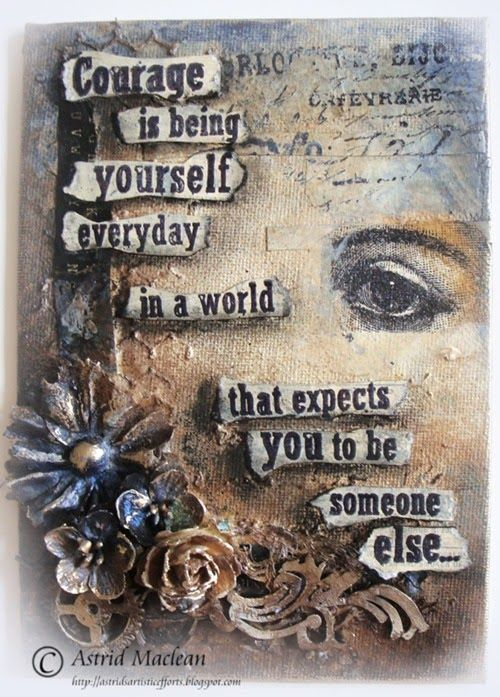 Courage
is being
yourself
everyday
in a world
that expects
you to be
someone
else...
© Astrid Maclean
http://astridsartisticefforts.blogspot.com